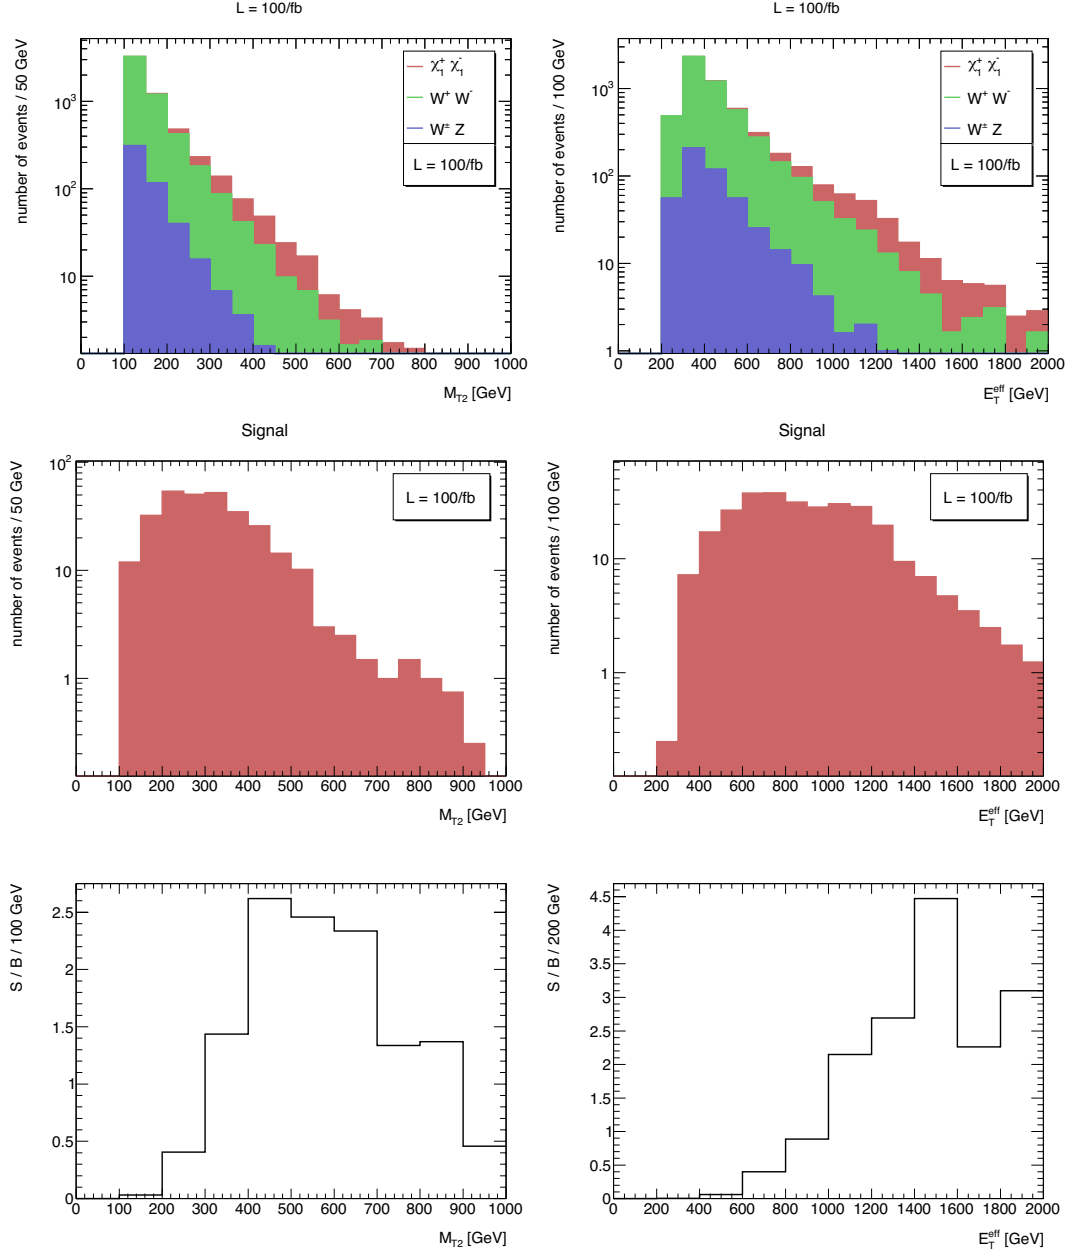 L = 100/fb
number of events / 50 GeV
10³
10²
10
χ₁⁺ χ₁⁻
W⁺ W⁻
W± Z
L = 100/fb
0 100 200 300 400 500 600 700 800 900 1000
M_T2 [GeV]
L = 100/fb
number of events / 100 GeV
10³
10²
10
1
χ₁⁺ χ₁⁻
W⁺ W⁻
W± Z
L = 100/fb
0 200 400 600 800 1000 1200 1400 1600 1800 2000
E_T^eff [GeV]
Signal
number of events / 50 GeV
10²
10
1
L = 100/fb
0 100 200 300 400 500 600 700 800 900 1000
M_T2 [GeV]
Signal
number of events / 100 GeV
10
1
L = 100/fb
0 200 400 600 800 1000 1200 1400 1600 1800 2000
E_T^eff [GeV]
S / B / 100 GeV
2.5
2
1.5
1
0.5
0
0 100 200 300 400 500 600 700 800 900 1000
M_T2 [GeV]
S / B / 200 GeV
4.5
4
3.5
3
2.5
2
1.5
1
0.5
0
0 200 400 600 800 1000 1200 1400 1600 1800 2000
E_T^eff [GeV]